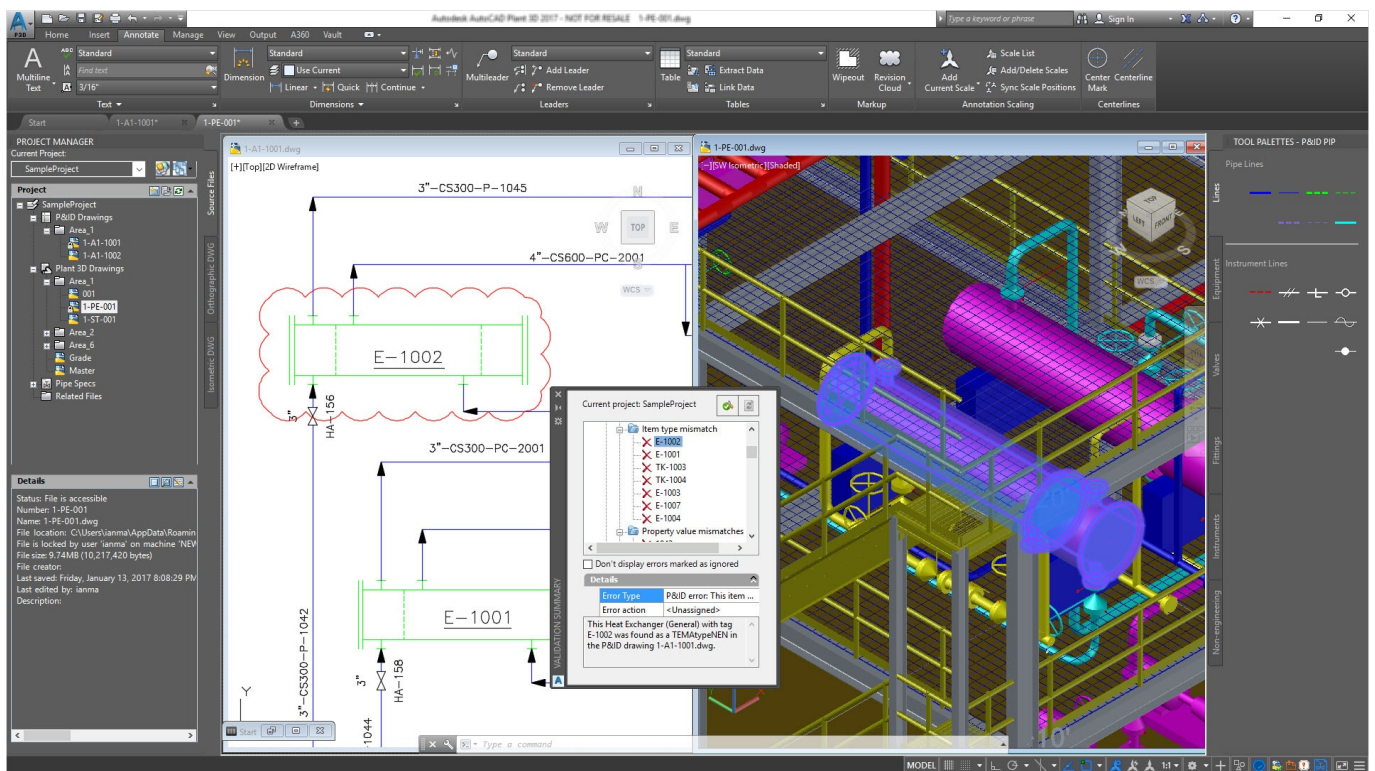 Autodesk AutoCAD Plant 3D 2017 - NOT FOR RESALE 1-PE-001.dwg
Type a keyword or phrase
Sign In
P3D
Home Insert Annotate Manage View Output A360 Vault
Multiline Text
Standard
Find text
3/16"
Text
Dimension
Standard
Use Current
Linear Quick Continue
Dimensions
Multileader
Standard
Add Leader
Remove Leader
Leaders
Table
Standard
Extract Data
Link Data
Tables
Wipeout
Revision Cloud
Markup
Add Current Scale
Scale List
Add/Delete Scales
Sync Scale Positions
Annotation Scaling
Center Mark
Centerline
Centerlines
Start
1-A1-1001*
1-PE-001*
PROJECT MANAGER
Current Project:
SampleProject
Project
SampleProject
P&ID Drawings
Area_1
1-A1-1001
1-A1-1002
Plant 3D Drawings
Area_1
001
1-PE-001
1-ST-001
Area_2
Area_6
Grade
Master
Pipe Specs
Related Files
Source Files
Orthographic DWG
Isometric DWG
Details
Status: File is accessible
Number: 1-PE-001
Name: 1-PE-001.dwg
File location: C:\Users\ianma\AppData\Roamin
File is locked by user 'ianma' on machine 'NEW
File size: 9.74MB (10,217,420 bytes)
File creator:
Last saved: Friday, January 13, 2017 8:08:29 PM
Last edited by: ianma
Description:
1-A1-1001.dwg
[+][Top][2D Wireframe]
3"-CS300-P-1045
N
W
TOP
E
4"-CS600-PC-2001
WCS
E-1002
3"
HA-156
3"-CS300-PC-2001
E-1001
3"-CS300-P-1042
3"
HA-158
Y
-1044
Start
Type a command
Current project: SampleProject
Item type mismatch
E-1002
E-1001
TK-1003
TK-1004
E-1003
E-1007
E-1004
Property value mismatches
Don't display errors marked as ignored
Details
Error Type P&ID error: This item ...
Error action <Unassigned>
This Heat Exchanger (General) with tag
E-1002 was found as a TEMAtypeNEN in
the P&ID drawing 1-A1-1001.dwg.
VALIDATION SUMMARY
1-PE-001.dwg
[-][SW Isometric][Shaded]
TOP
LEFT
FRONT
W
S
WCS
TOOL PALETTES - P&ID PIP
Pipe Lines
Instrument Lines
Lines
Equipment
Valves
Fittings
Instruments
Non-engineering
MODEL
1:1